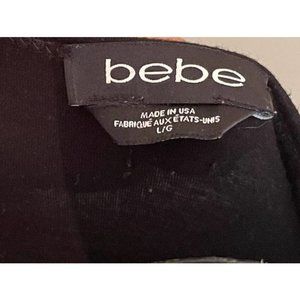 bebe
MADE IN USA
FABRIQUÉ AUX ÉTATS-UNIS
L/G